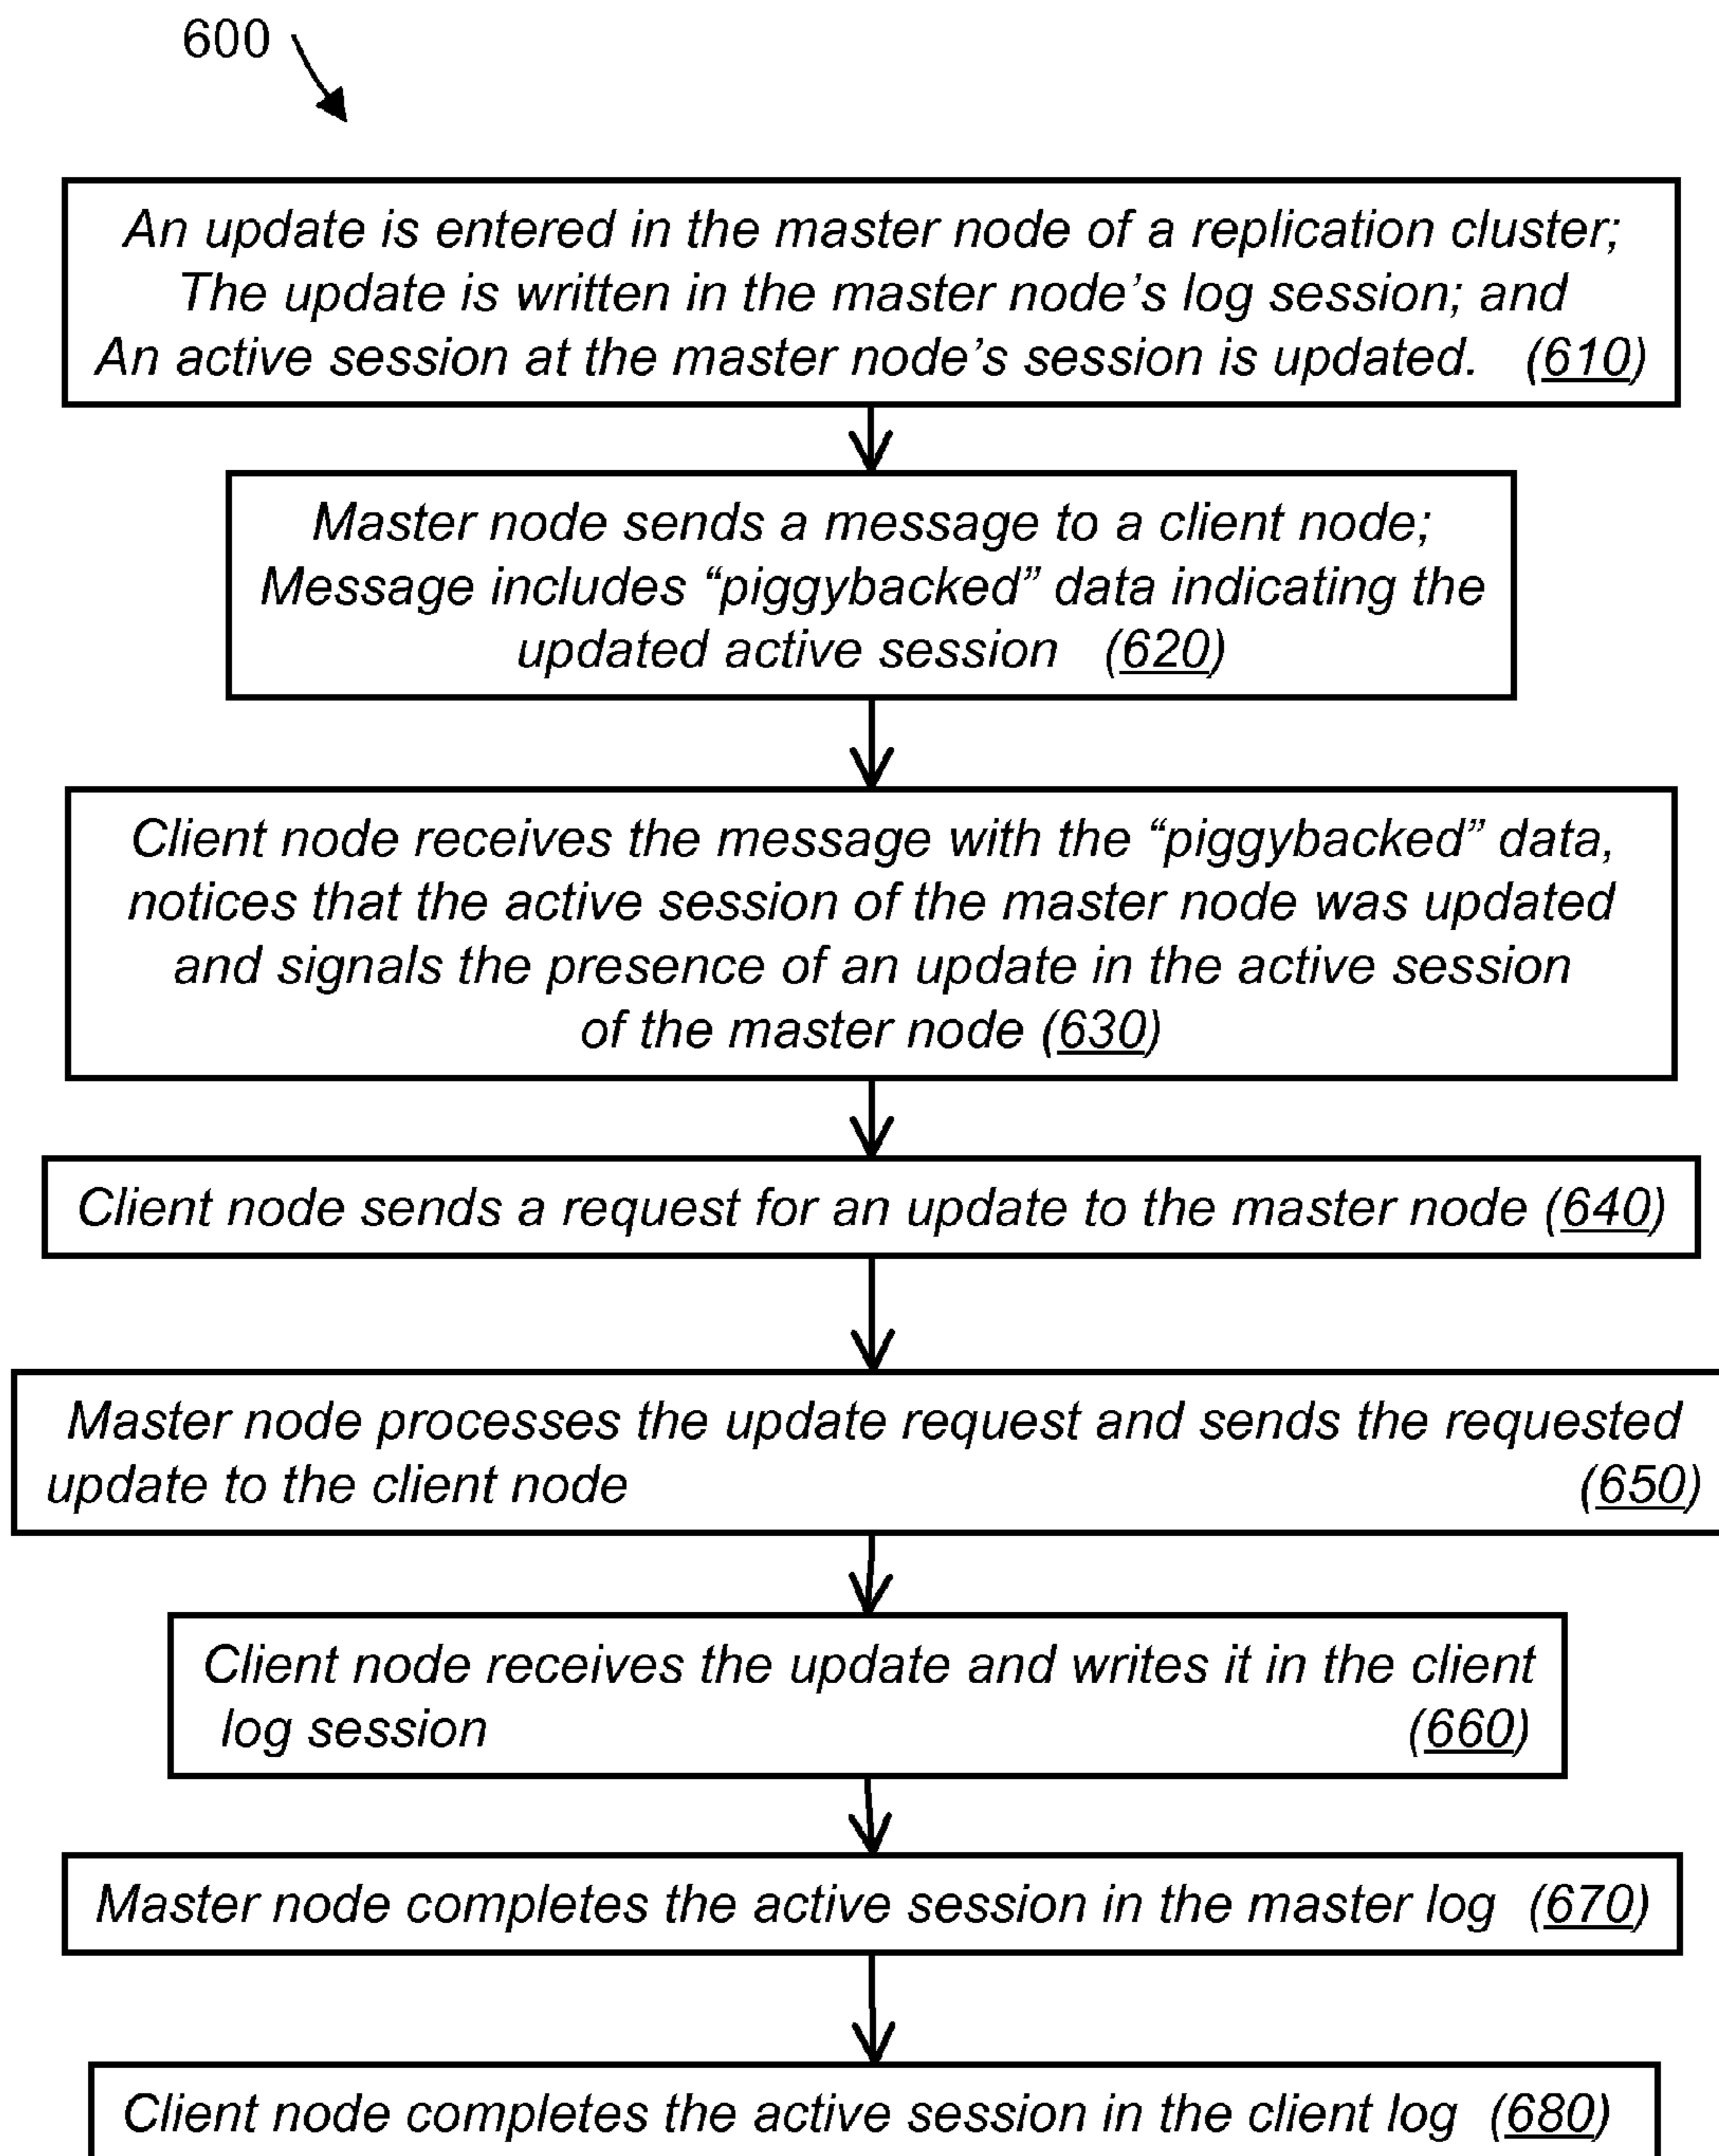 600
An update is entered in the master node of a replication cluster;
The update is written in the master node’s log session; and
An active session at the master node’s session is updated. (610)
Master node sends a message to a client node;
Message includes “piggybacked” data indicating the
updated active session (620)
Client node receives the message with the “piggybacked” data,
notices that the active session of the master node was updated
and signals the presence of an update in the active session
of the master node (630)
Client node sends a request for an update to the master node (640)
Master node processes the update request and sends the requested
update to the client node (650)
Client node receives the update and writes it in the client
log session (660)
Master node completes the active session in the master log (670)
Client node completes the active session in the client log (680)